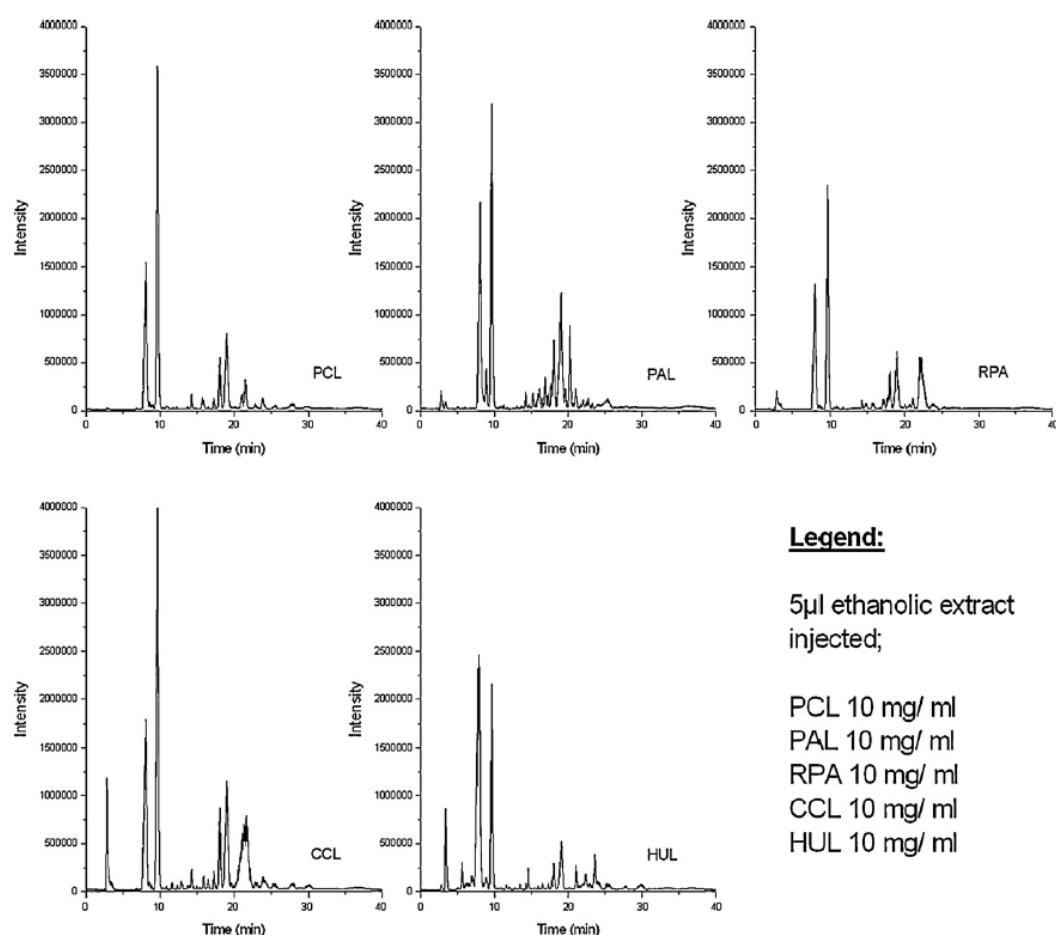 4000000
3500000
3000000
2500000
2000000
1500000
1000000
500000
0
Intensity
0 10 20 30 40
Time (min)
PCL
4000000
3500000
3000000
2500000
2000000
1500000
1000000
500000
0
Intensity
0 10 20 30 40
Time (min)
PAL
4000000
3500000
3000000
2500000
2000000
1500000
1000000
500000
0
Intensity
0 10 20 30 40
Time (min)
RPA
4000000
3500000
3000000
2500000
2000000
1500000
1000000
500000
0
Intensity
0 10 20 30 40
Time (min)
CCL
4000000
3500000
3000000
2500000
2000000
1500000
1000000
500000
0
Intensity
0 10 20 30 40
Time (min)
HUL
Legend:
5µl ethanolic extract
injected;
PCL 10 mg/ ml
PAL 10 mg/ ml
RPA 10 mg/ ml
CCL 10 mg/ ml
HUL 10 mg/ ml